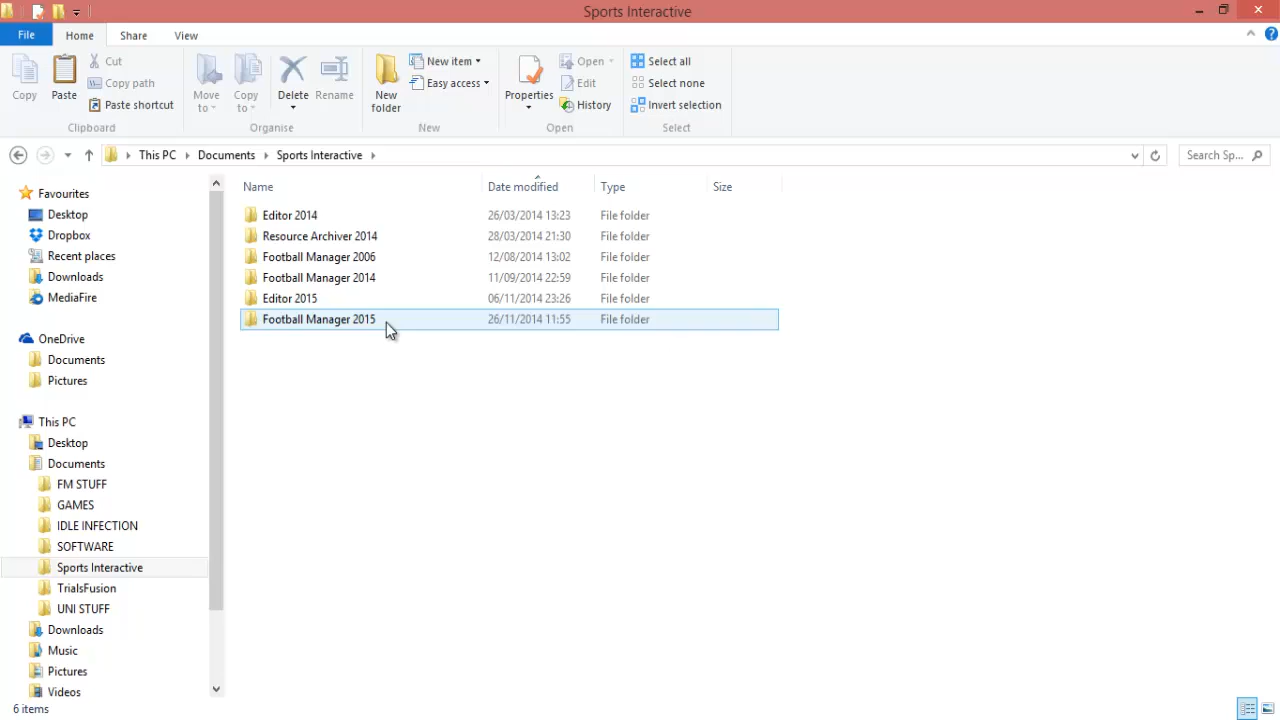 Sports Interactive
File Home Share View
Copy
Paste
Cut
Copy path
Paste shortcut
Clipboard
Move to
Copy to
Delete
Rename
Organise
New folder
New item
Easy access
New
Properties
Open
Edit
History
Open
Select all
Select none
Invert selection
Select
This PC Documents Sports Interactive
Search Sp...
Favourites
Desktop
Dropbox
Recent places
Downloads
MediaFire
OneDrive
Documents
Pictures
This PC
Desktop
Documents
FM STUFF
GAMES
IDLE INFECTION
SOFTWARE
Sports Interactive
TrialsFusion
UNI STUFF
Downloads
Music
Pictures
Videos
Name Date modified Type Size
Editor 2014 26/03/2014 13:23 File folder
Resource Archiver 2014 28/03/2014 21:30 File folder
Football Manager 2006 12/08/2014 13:02 File folder
Football Manager 2014 11/09/2014 22:59 File folder
Editor 2015 06/11/2014 23:26 File folder
Football Manager 2015 26/11/2014 11:55 File folder
6 items